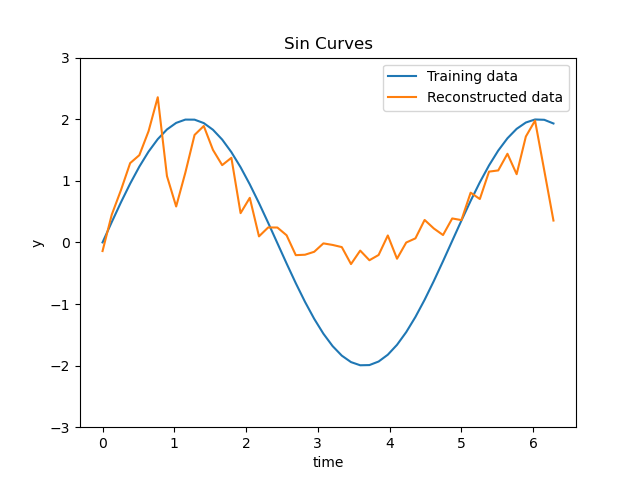 Sin Curves
Training data
Reconstructed data
3
2
1
0
−1
−2
−3
y
0 1 2 3 4 5 6
time